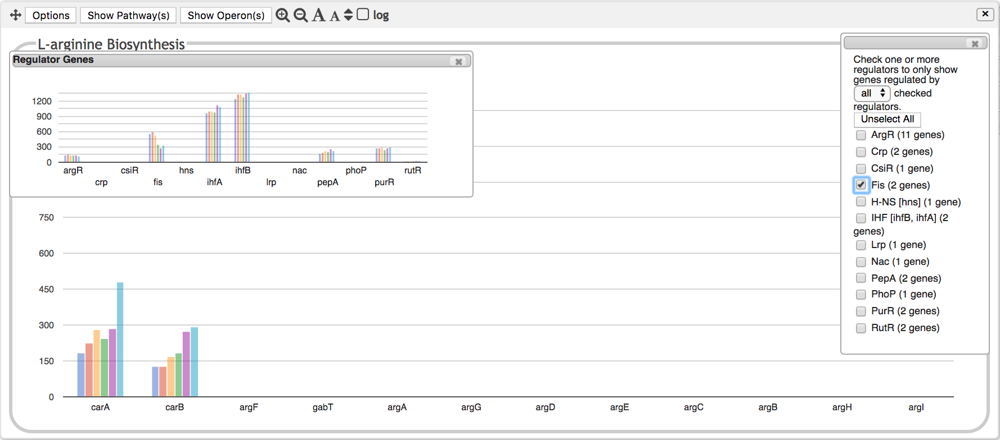 Options Show Pathway(s) Show Operon(s) A A log
L-arginine Biosynthesis
Regulator Genes
1200
900
600
300
0
argR csiR hns ihfB nac phoP rutR
crp fis ihfA lrp pepA purR
750
600
450
300
150
0
carA carB argF gabT argA argG argD argE argC argB argH argI
Check one or more
regulators to only show
genes regulated by
all checked
regulators.
Unselect All
ArgR (11 genes)
Crp (2 genes)
CsiR (1 gene)
Fis (2 genes)
H-NS [hns] (1 gene)
IHF [ihfB, ihfA] (2
genes)
Lrp (1 gene)
Nac (1 gene)
PepA (2 genes)
PhoP (1 gene)
PurR (2 genes)
RutR (2 genes)